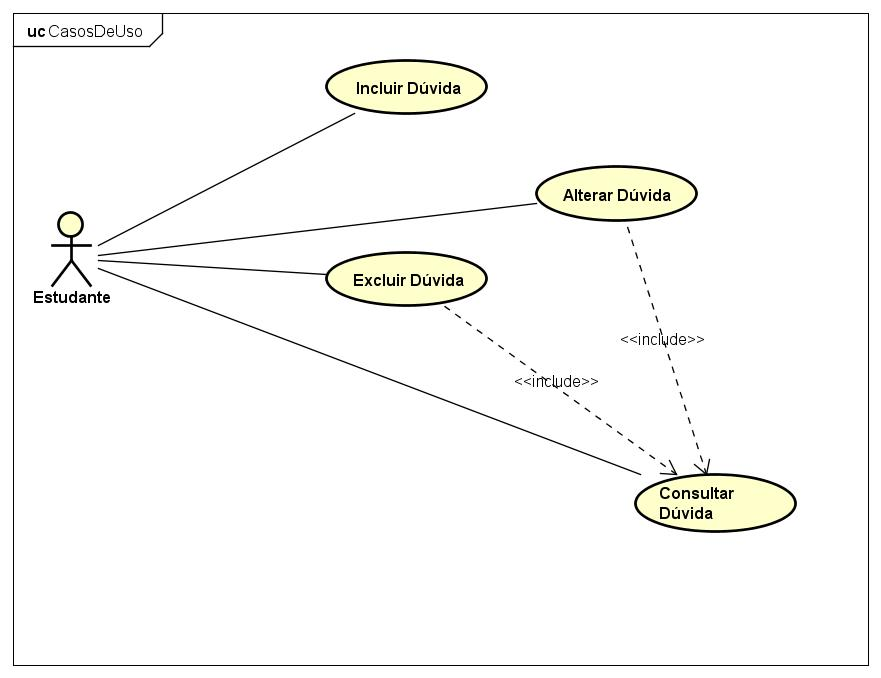 uc CasosDeUso
Incluir Dúvida
Alterar Dúvida
Estudante
Excluir Dúvida
<<include>>
<<include>>
Consultar
Dúvida